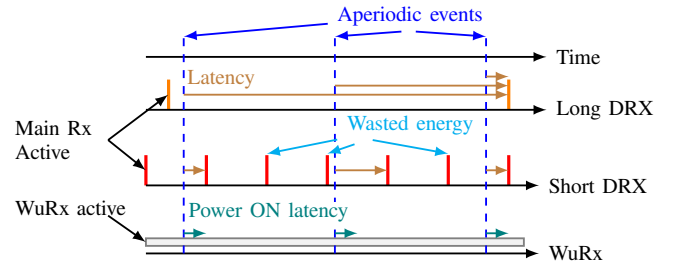 Aperiodic events
Time
Latency
Long DRX
Main Rx
Active
Wasted energy
Short DRX
WuRx active
Power ON latency
WuRx